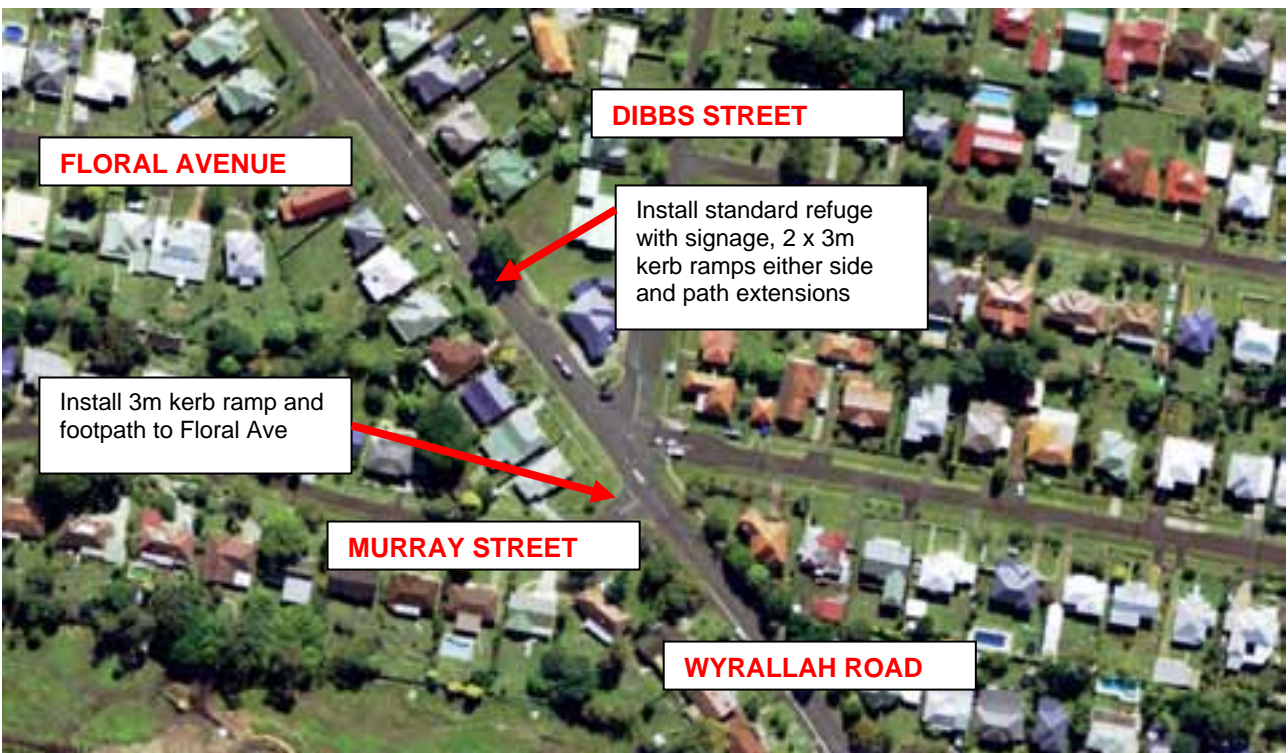 DIBBS STREET
FLORAL AVENUE
Install standard refuge
with signage, 2 x 3m
kerb ramps either side
and path extensions
Install 3m kerb ramp and
footpath to Floral Ave
MURRAY STREET
WYRALLAH ROAD